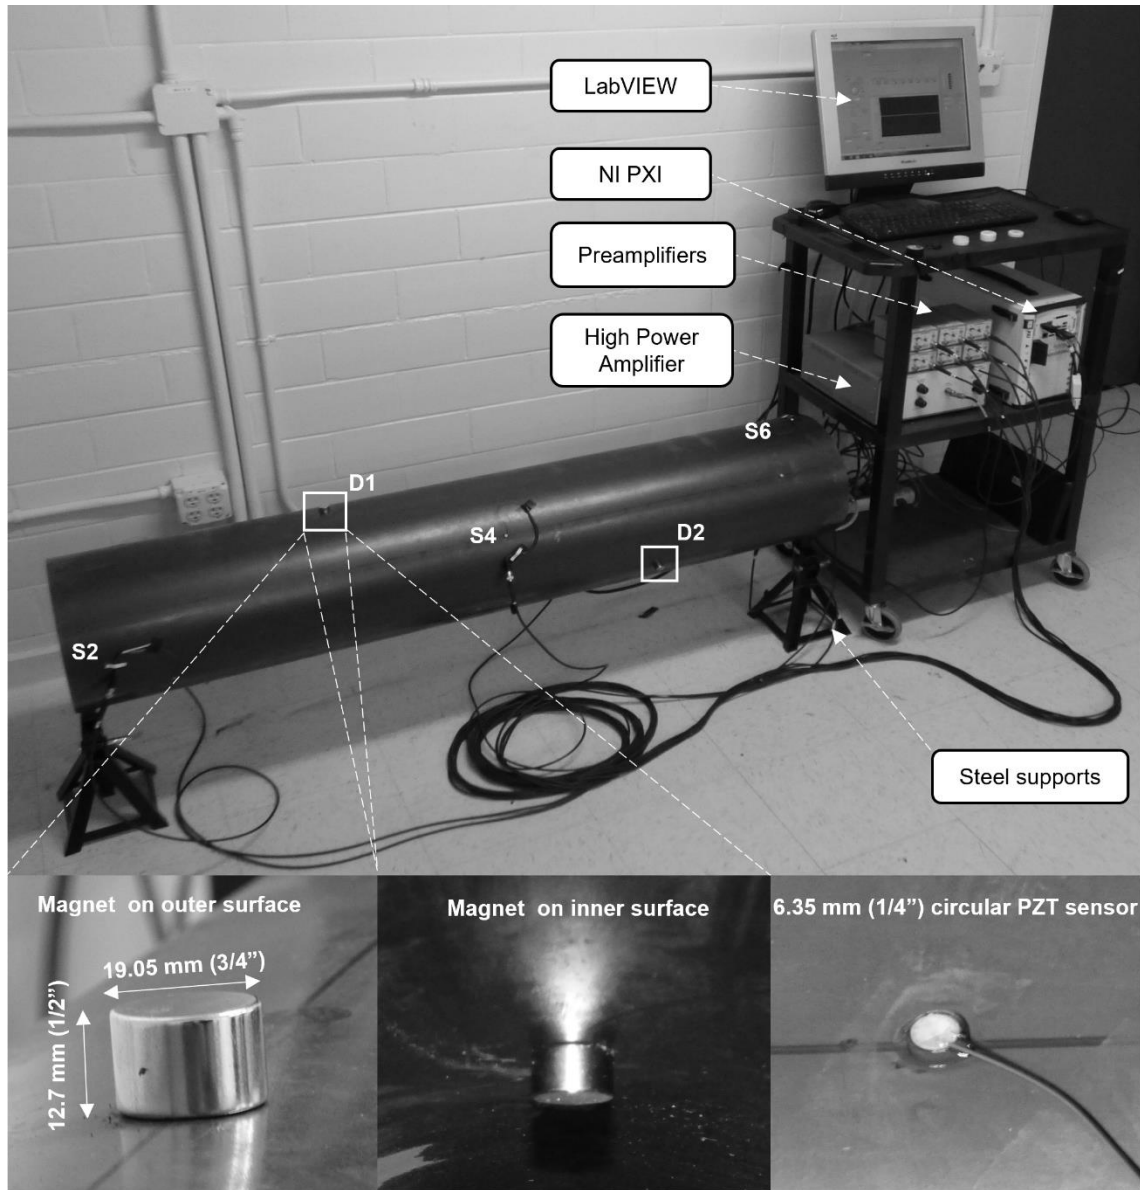 LabVIEW
NI PXI
Preamplifiers
High Power
Amplifier
S6
D1
S4
D2
S2
Steel supports
Magnet on outer surface
19.05 mm (3/4”)
12.7 mm (1/2”)
Magnet on inner surface
6.35 mm (1/4”) circular PZT sensor